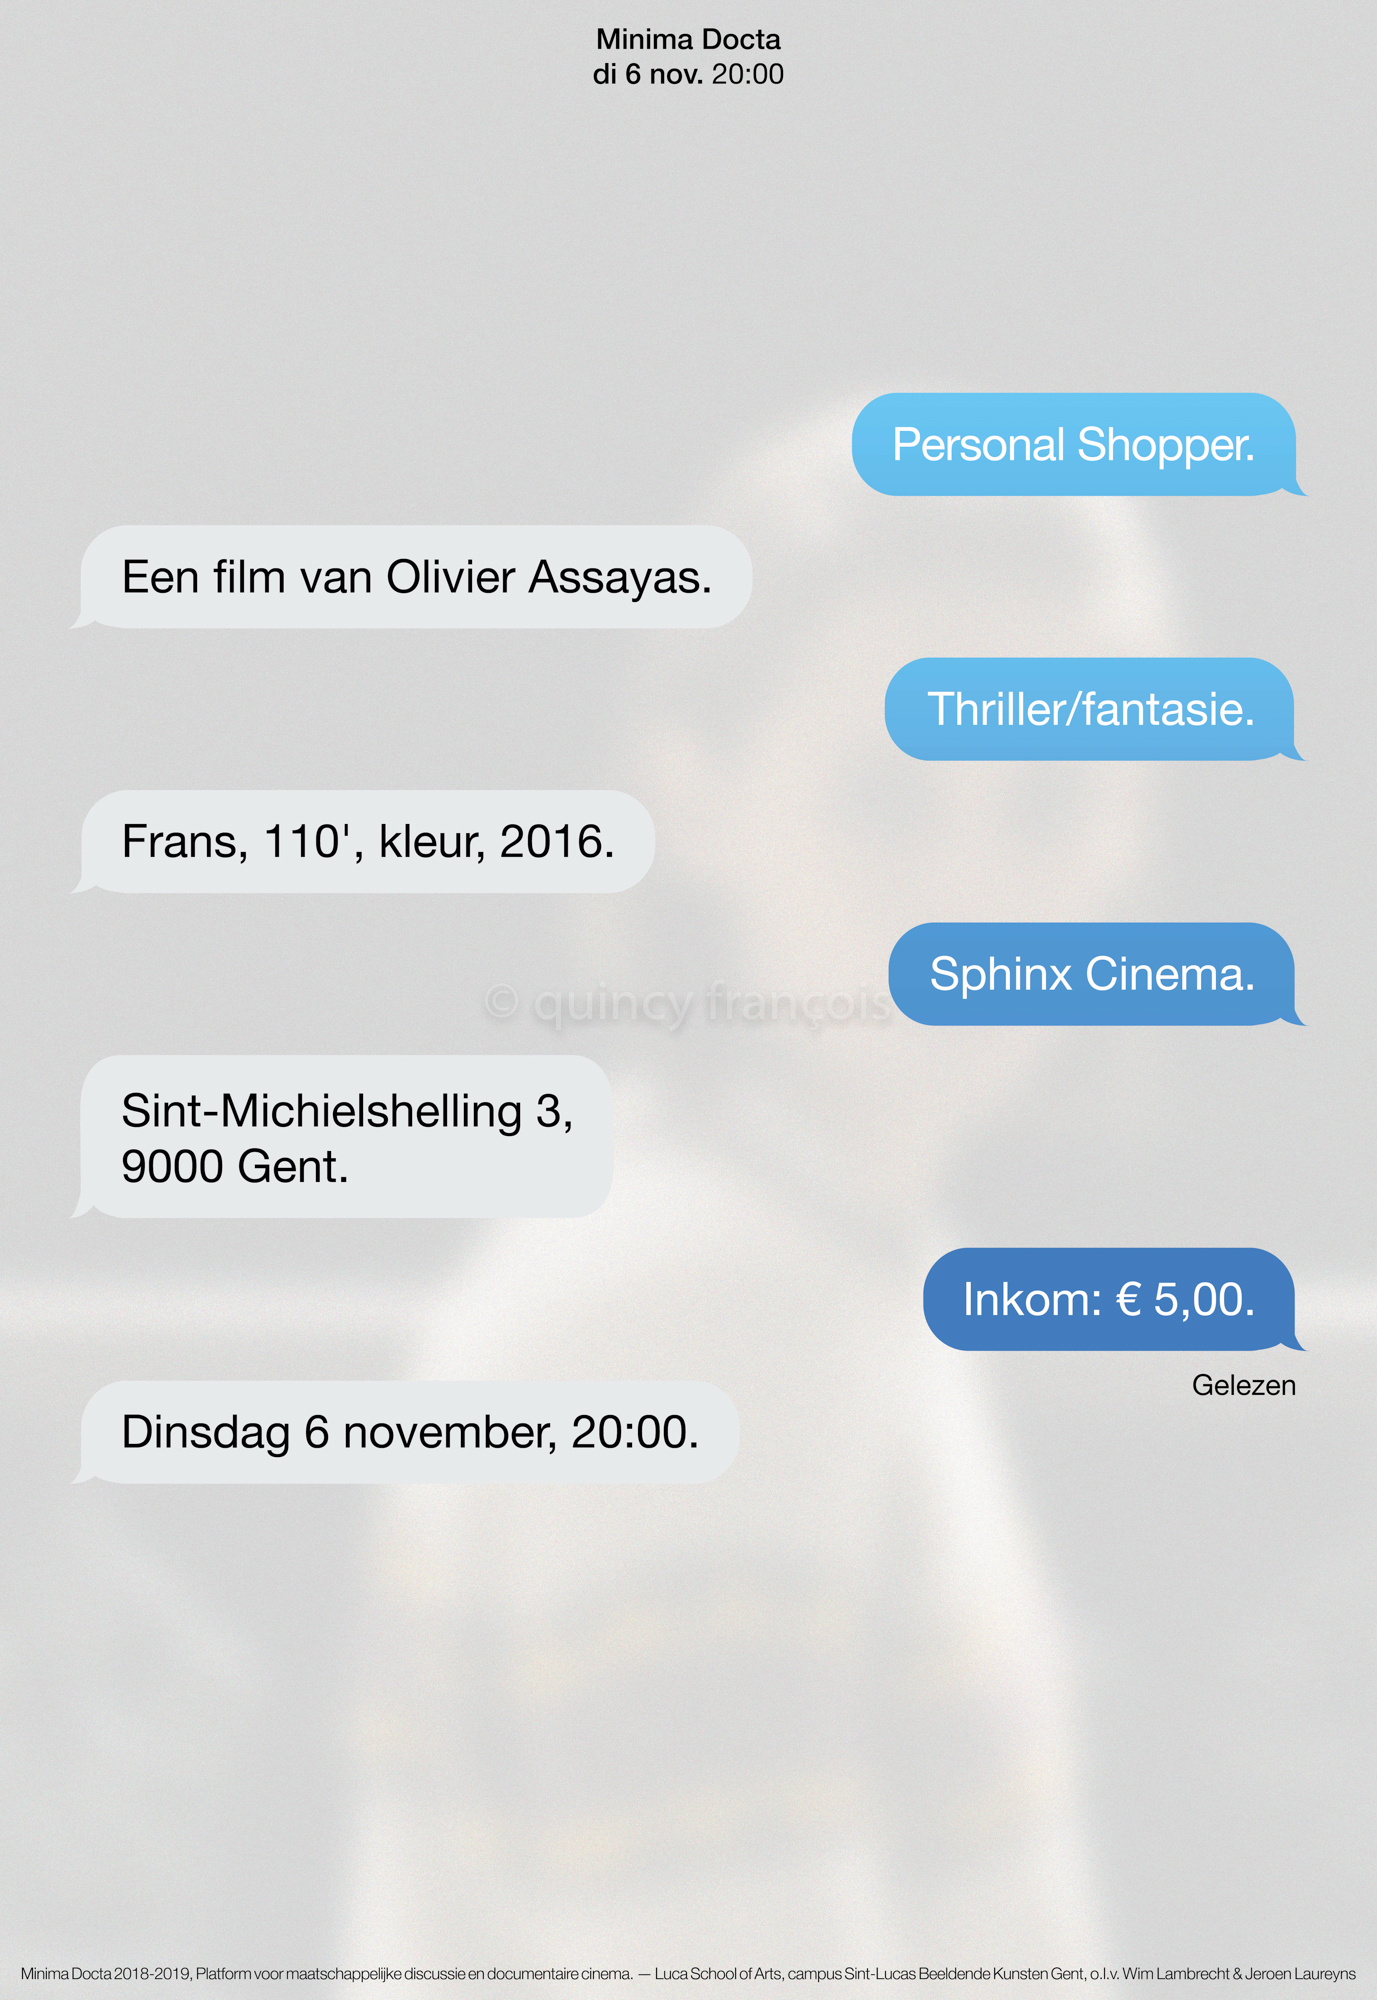 Minima Docta
di 6 nov. 20:00
Personal Shopper.
Een film van Olivier Assayas.
Thriller/fantasie.
Frans, 110', kleur, 2016.
Sphinx Cinema.
© quincy françois
Sint-Michielshelling 3,
9000 Gent.
Inkom: € 5,00.
Gelezen
Dinsdag 6 november, 20:00.
Minima Docta 2018-2019, Platform voor maatschappelijke discussie en documentaire cinema. — Luca School of Arts, campus Sint-Lucas Beeldende Kunsten Gent, o.l.v. Wim Lambrecht & Jeroen Laureyns